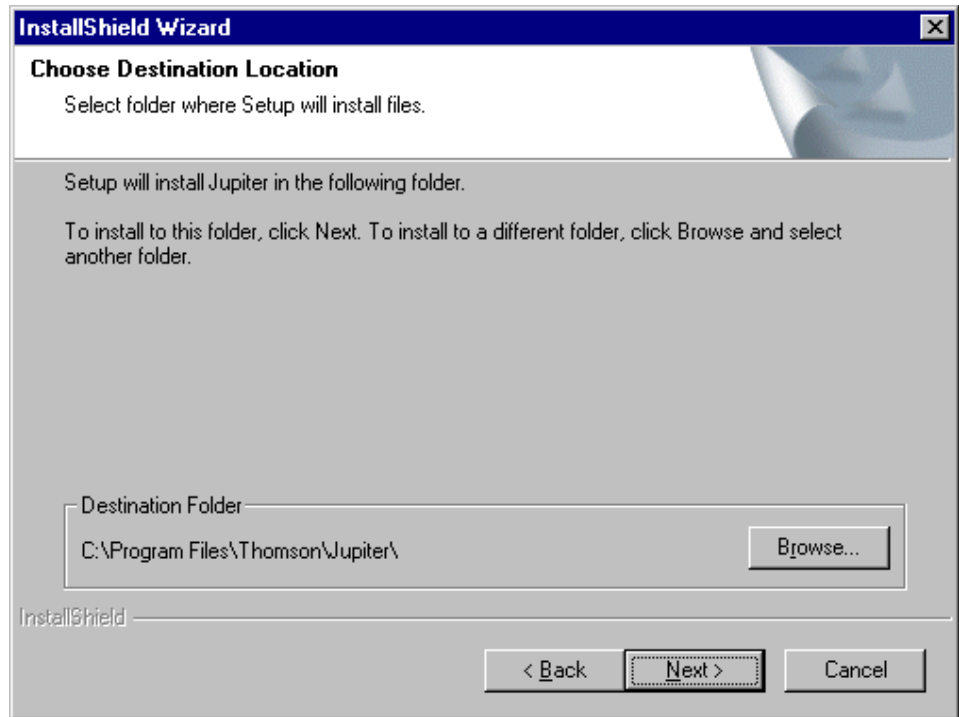 InstallShield Wizard
Choose Destination Location
Select folder where Setup will install files.
Setup will install Jupiter in the following folder.
To install to this folder, click Next. To install to a different folder, click Browse and select
another folder.
Destination Folder
C:\Program Files\Thomson\Jupiter\
Browse...
InstallShield
< Back
Next >
Cancel